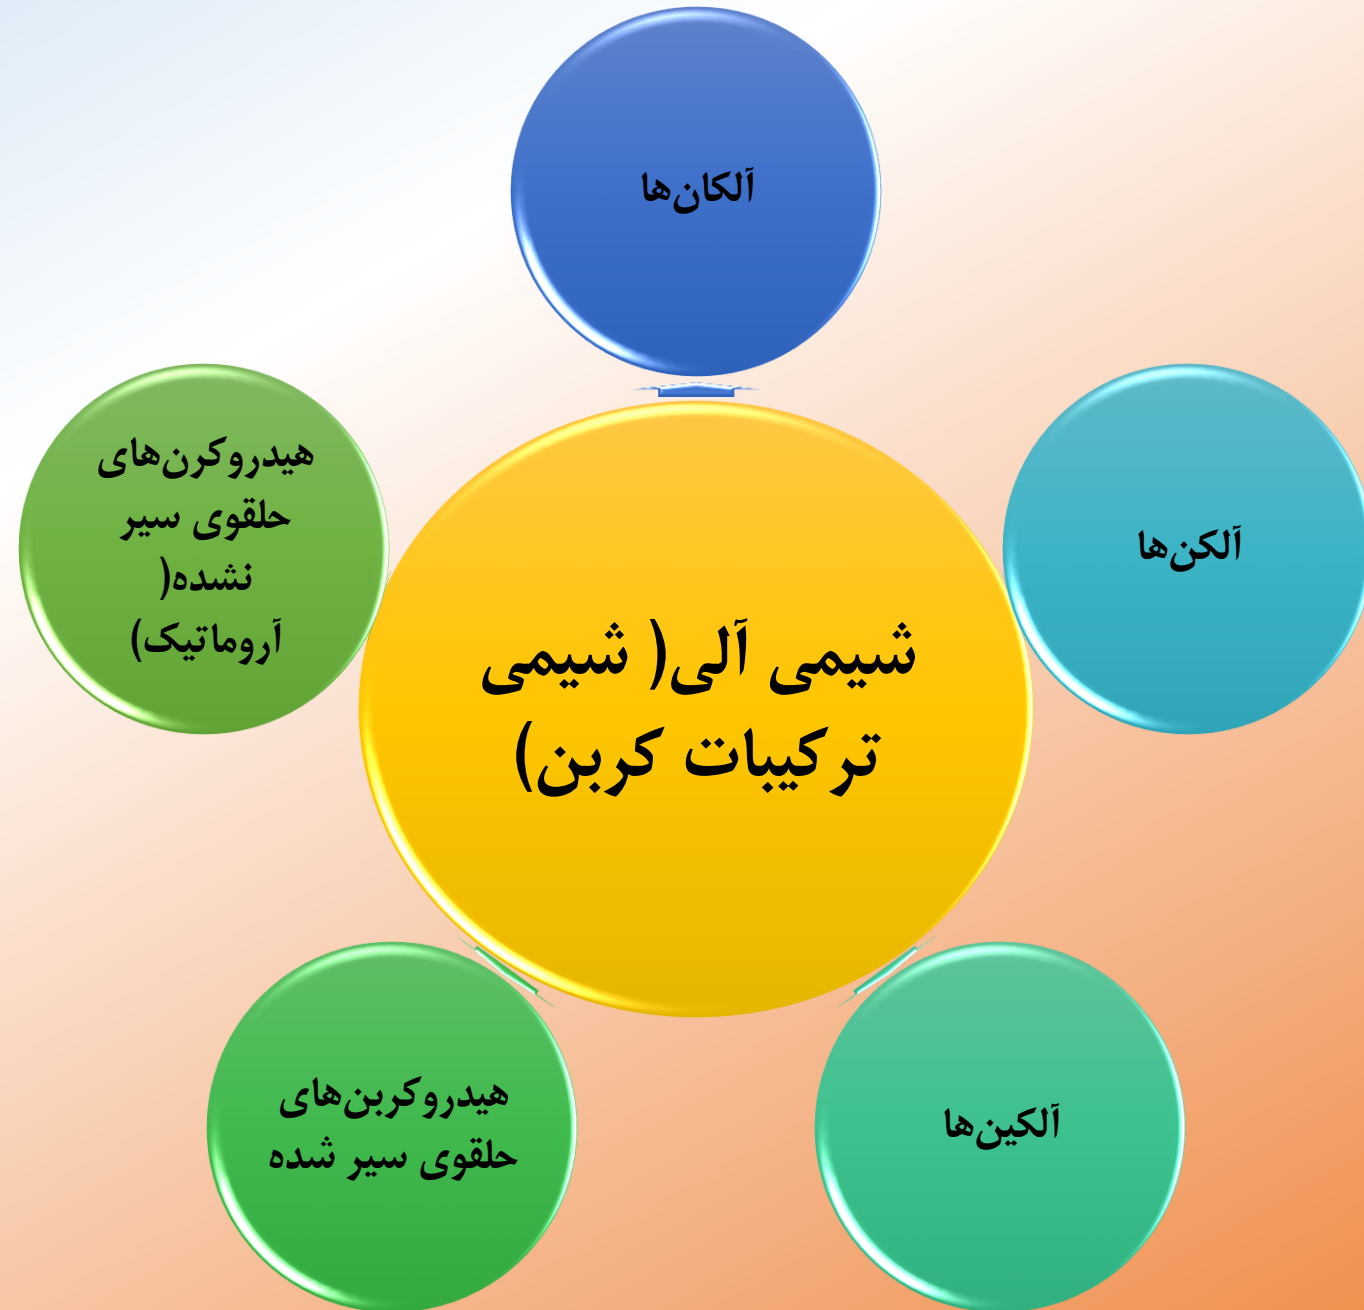 آلکان‌ها
آلکن‌ها
هیدروکرن‌های
حلقوی سیر
نشده(
آروماتیک)
شیمی آلی( شیمی
ترکیبات کربن)
آلکین‌ها
هیدروکربن‌های
حلقوی سیر شده